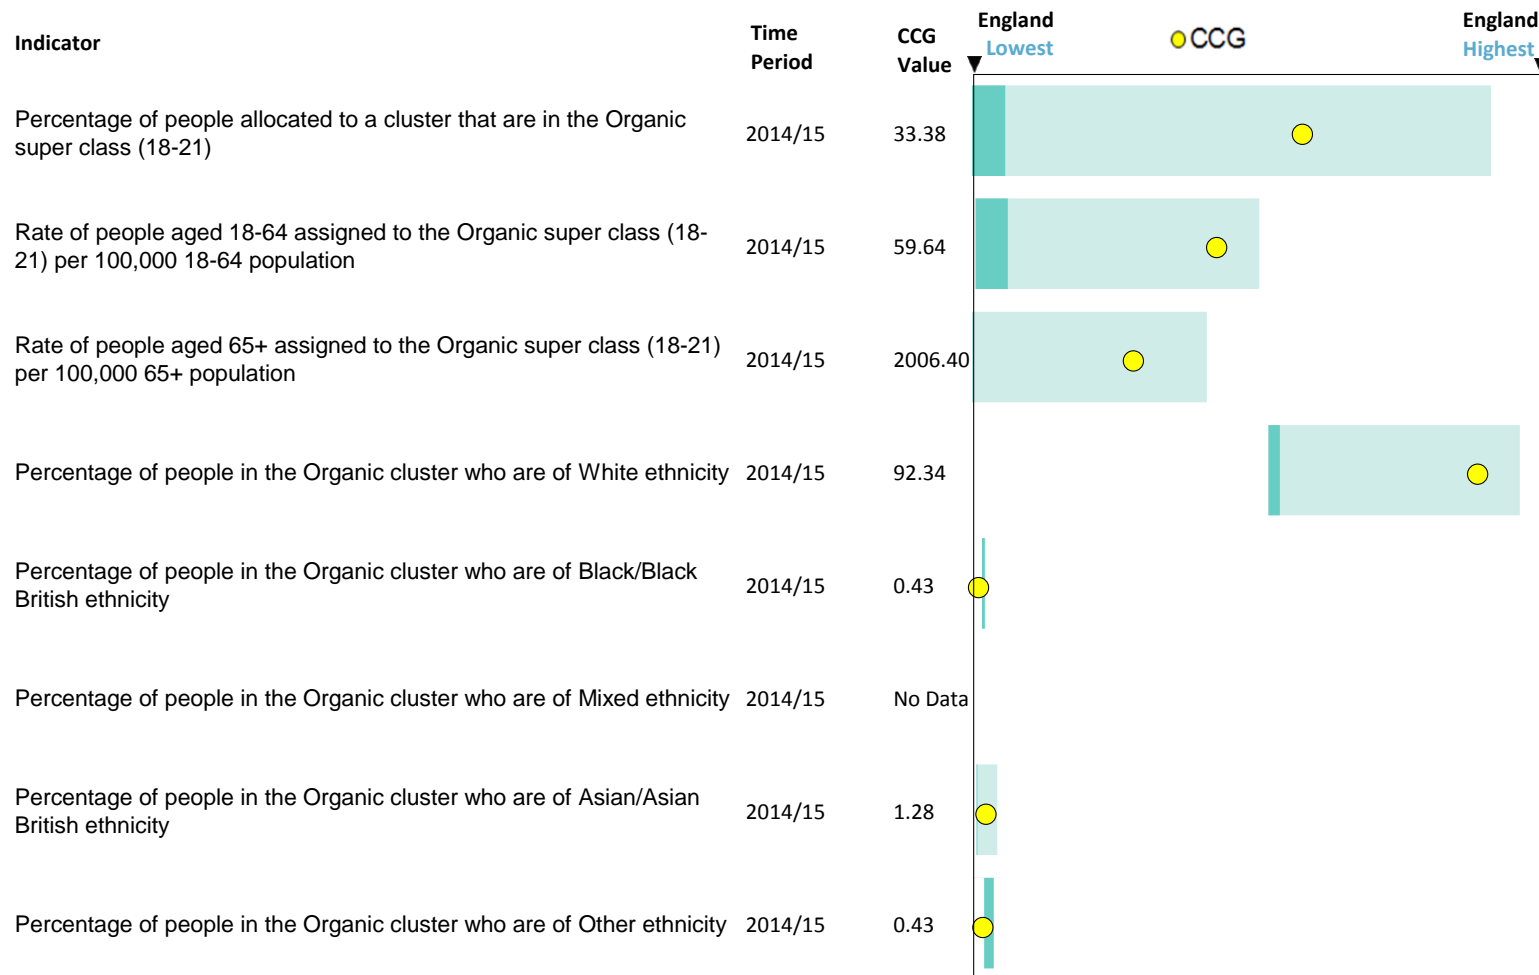 Indicator
Time
Period
CCG
Value
England
Lowest
CCG
England
Highest
Percentage of people allocated to a cluster that are in the Organic
super class (18-21)
2014/15
33.38
Rate of people aged 18-64 assigned to the Organic super class (18-
21) per 100,000 18-64 population
2014/15
59.64
Rate of people aged 65+ assigned to the Organic super class (18-21)
per 100,000 65+ population
2014/15
2006.40
Percentage of people in the Organic cluster who are of White ethnicity
2014/15
92.34
Percentage of people in the Organic cluster who are of Black/Black
British ethnicity
2014/15
0.43
Percentage of people in the Organic cluster who are of Mixed ethnicity
2014/15
No Data
Percentage of people in the Organic cluster who are of Asian/Asian
British ethnicity
2014/15
1.28
Percentage of people in the Organic cluster who are of Other ethnicity
2014/15
0.43